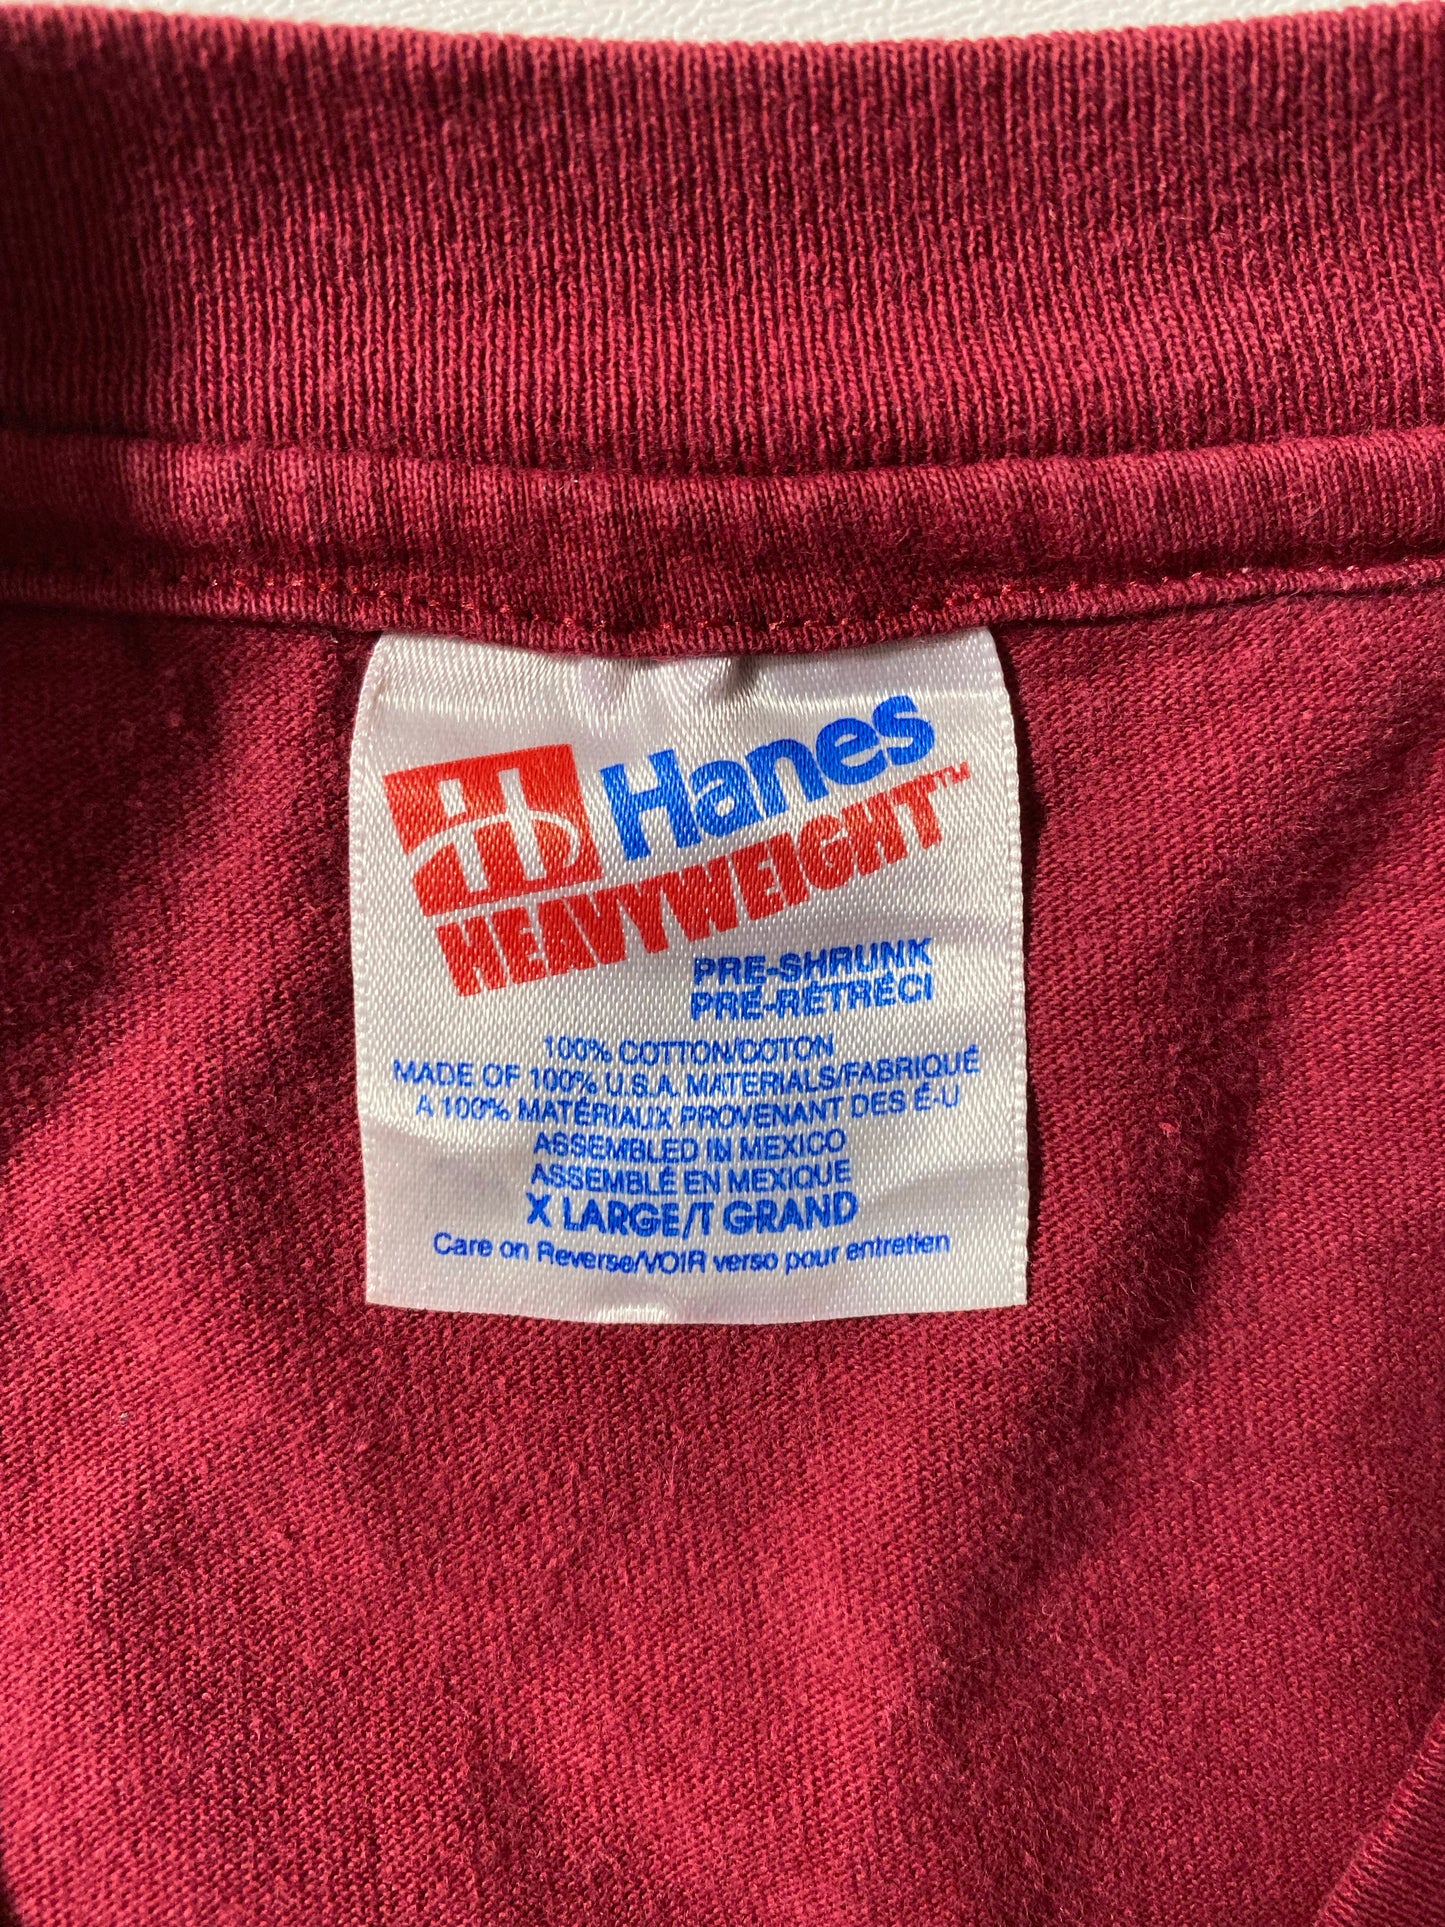 Hanes
HEAVYWEIGHT™
PRE-SHRUNK
PRÉ-RÉTRÉCI
100% COTTON/COTON
MADE OF 100% U.S.A. MATERIALS/FABRIQUÉ
A 100% MATÉRIAUX PROVENANT DES É-U
ASSEMBLED IN MEXICO
ASSEMBLÉ EN MEXIQUE
X LARGE/T GRAND
Care on Reverse/VOIR verso pour entretien